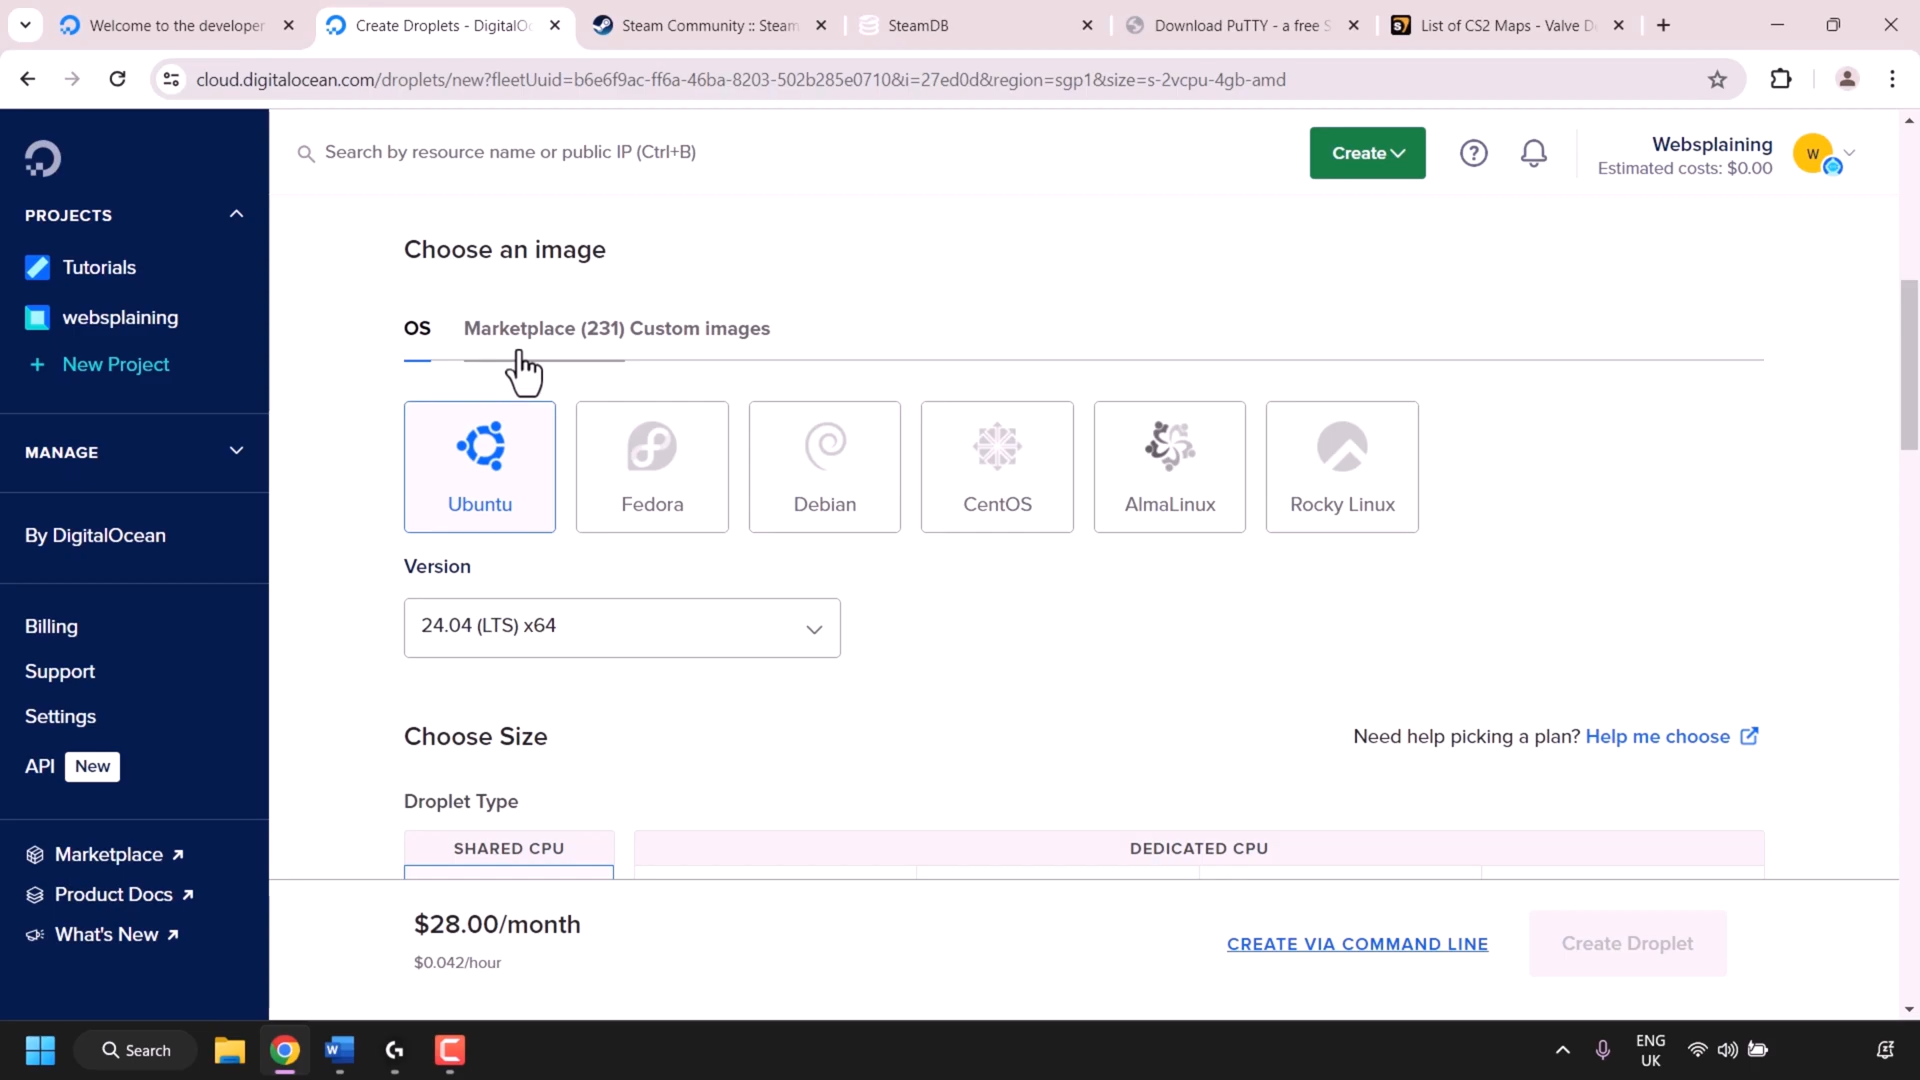 Welcome to the developer
Create Droplets - DigitalOc
Steam Community :: Steam
SteamDB
Download PuTTY - a free S
List of CS2 Maps - Valve De
cloud.digitalocean.com/droplets/new?fleetUuid=b6e6f9ac-ff6a-46ba-8203-502b285e0710&i=27ed0d&region=sgp1&size=s-2vcpu-4gb-amd
Search by resource name or public IP (Ctrl+B)
Create
Websplaining
Estimated costs: $0.00
W
PROJECTS
Tutorials
websplaining
+ New Project
MANAGE
By DigitalOcean
Billing
Support
Settings
API New
Marketplace
Product Docs
What's New
Choose an image
OS Marketplace (231) Custom images
Ubuntu
Fedora
Debian
CentOS
AlmaLinux
Rocky Linux
Version
24.04 (LTS) x64
Choose Size
Need help picking a plan? Help me choose
Droplet Type
SHARED CPU
DEDICATED CPU
$28.00/month
$0.042/hour
CREATE VIA COMMAND LINE
Create Droplet
Search
ENG
UK